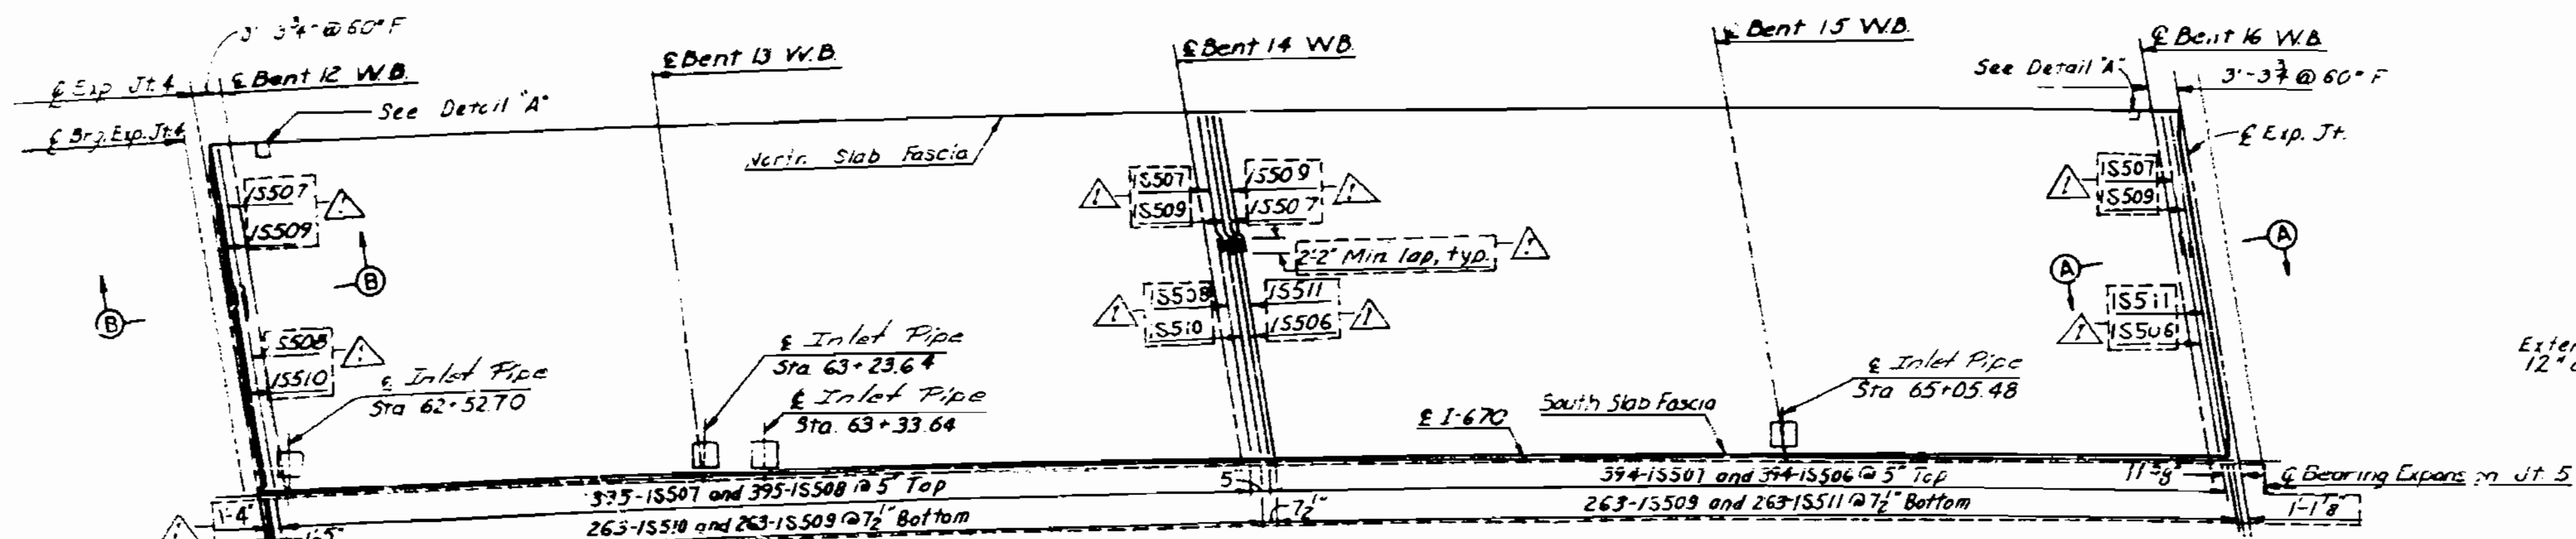 3'-3¾" @ 60° F
℄ Exp. Jt. 4
℄ Bent 12 W.B.
℄ Brg. Exp. Jt. 4
See Detail "A"
℄ Bent 13 W.B.
℄ Bent 14 W.B.
℄ Bent 15 W.B.
℄ Bent 16 W.B.
See Detail "A"
3'-3¾ @ 60° F
℄ Exp. Jt.
North Slab Fascia
1S507
1S509
1S507
1S509
1S509
1S507
1S507
1S509
2'-2" Min lap, typ.
B
B
A
A
1S508
1S510
1S511
1S506
S508
1S510
1S511
1S506
℄ Inlet Pipe
Sta 62+52.70
℄ Inlet Pipe
Sta 63+23.64
℄ Inlet Pipe
Sta. 63+33.64
℄ I-670
South Slab Fascia
℄ Inlet Pipe
Sta 65+05.48
12"
395-1S507 and 395-1S508 @ 5" Top
5"
394-1S507 and 394-1S506 @ 5" Top
℄ Bearing Expansion Jt. 5
1-4"
1-5"
263-1S510 and 263-1S509 @ 7½" Bottom
7½"
263-1S509 and 263-1S511 @ 7½" Bottom
1-1⅞"